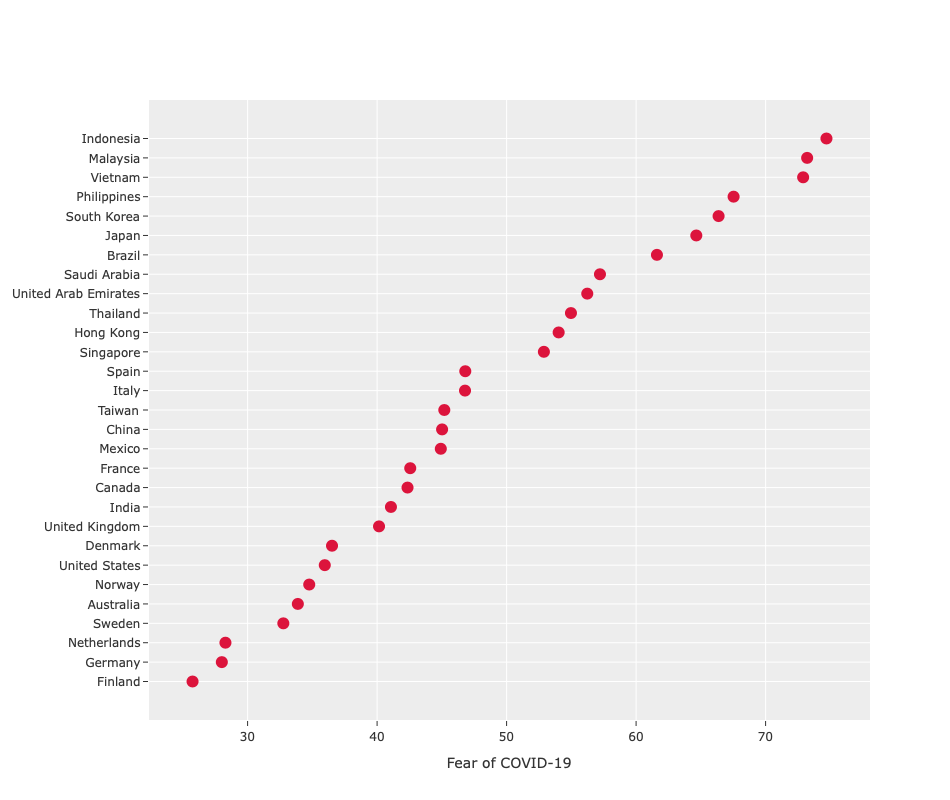 Indonesia
Malaysia
Vietnam
Philippines
South Korea
Japan
Brazil
Saudi Arabia
United Arab Emirates
Thailand
Hong Kong
Singapore
Spain
Italy
Taiwan
China
Mexico
France
Canada
India
United Kingdom
Denmark
United States
Norway
Australia
Sweden
Netherlands
Germany
Finland
30 40 50 60 70
Fear of COVID-19